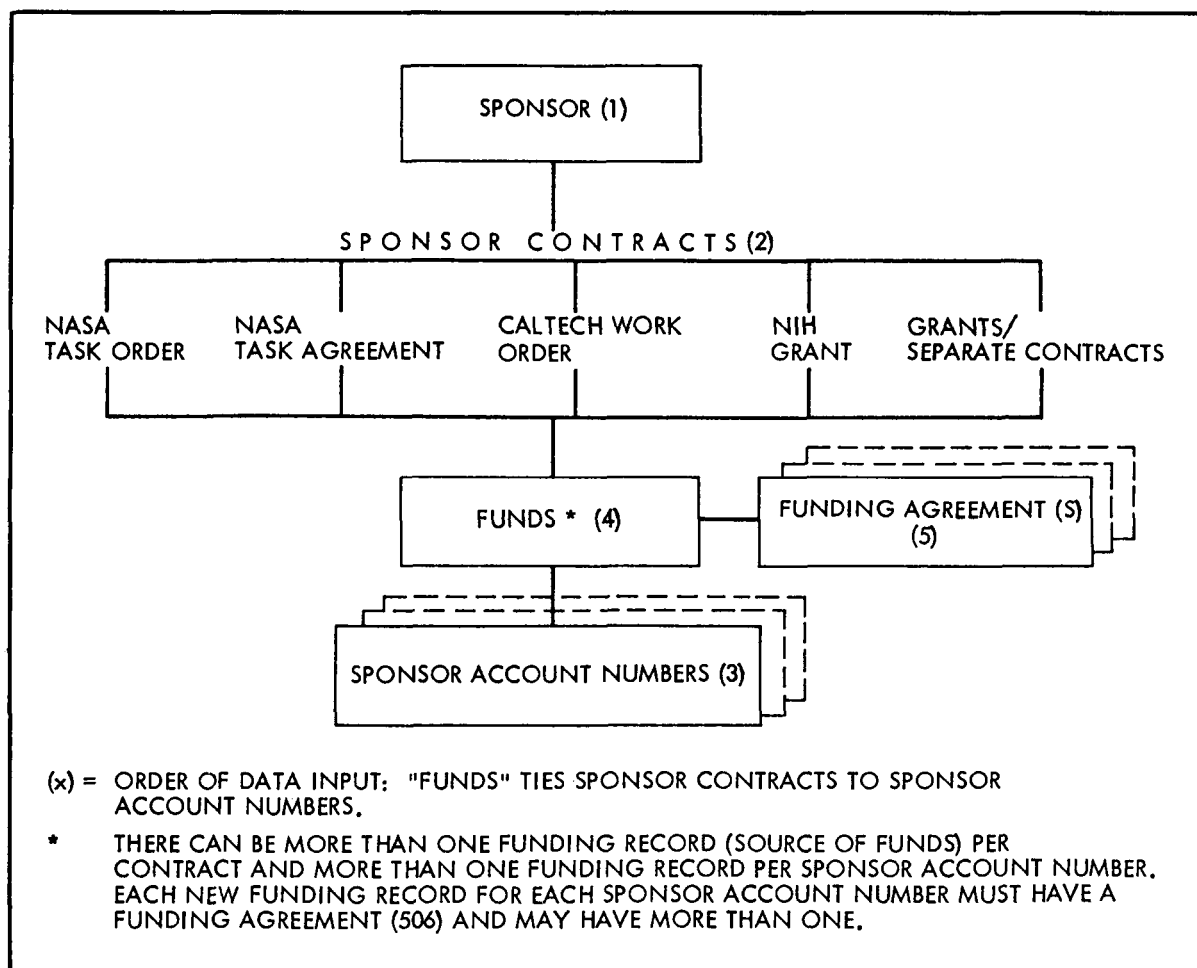 SPONSOR (1)
SPONSOR CONTRACTS (2)
NASA
TASK ORDER
NASA
TASK AGREEMENT
CALTECH WORK
ORDER
NIH
GRANT
GRANTS/
SEPARATE CONTRACTS
FUNDS * (4)
FUNDING AGREEMENT (S)
(5)
SPONSOR ACCOUNT NUMBERS (3)
(x) = ORDER OF DATA INPUT: "FUNDS" TIES SPONSOR CONTRACTS TO SPONSOR
ACCOUNT NUMBERS.
* THERE CAN BE MORE THAN ONE FUNDING RECORD (SOURCE OF FUNDS) PER
CONTRACT AND MORE THAN ONE FUNDING RECORD PER SPONSOR ACCOUNT NUMBER.
EACH NEW FUNDING RECORD FOR EACH SPONSOR ACCOUNT NUMBER MUST HAVE A
FUNDING AGREEMENT (506) AND MAY HAVE MORE THAN ONE.